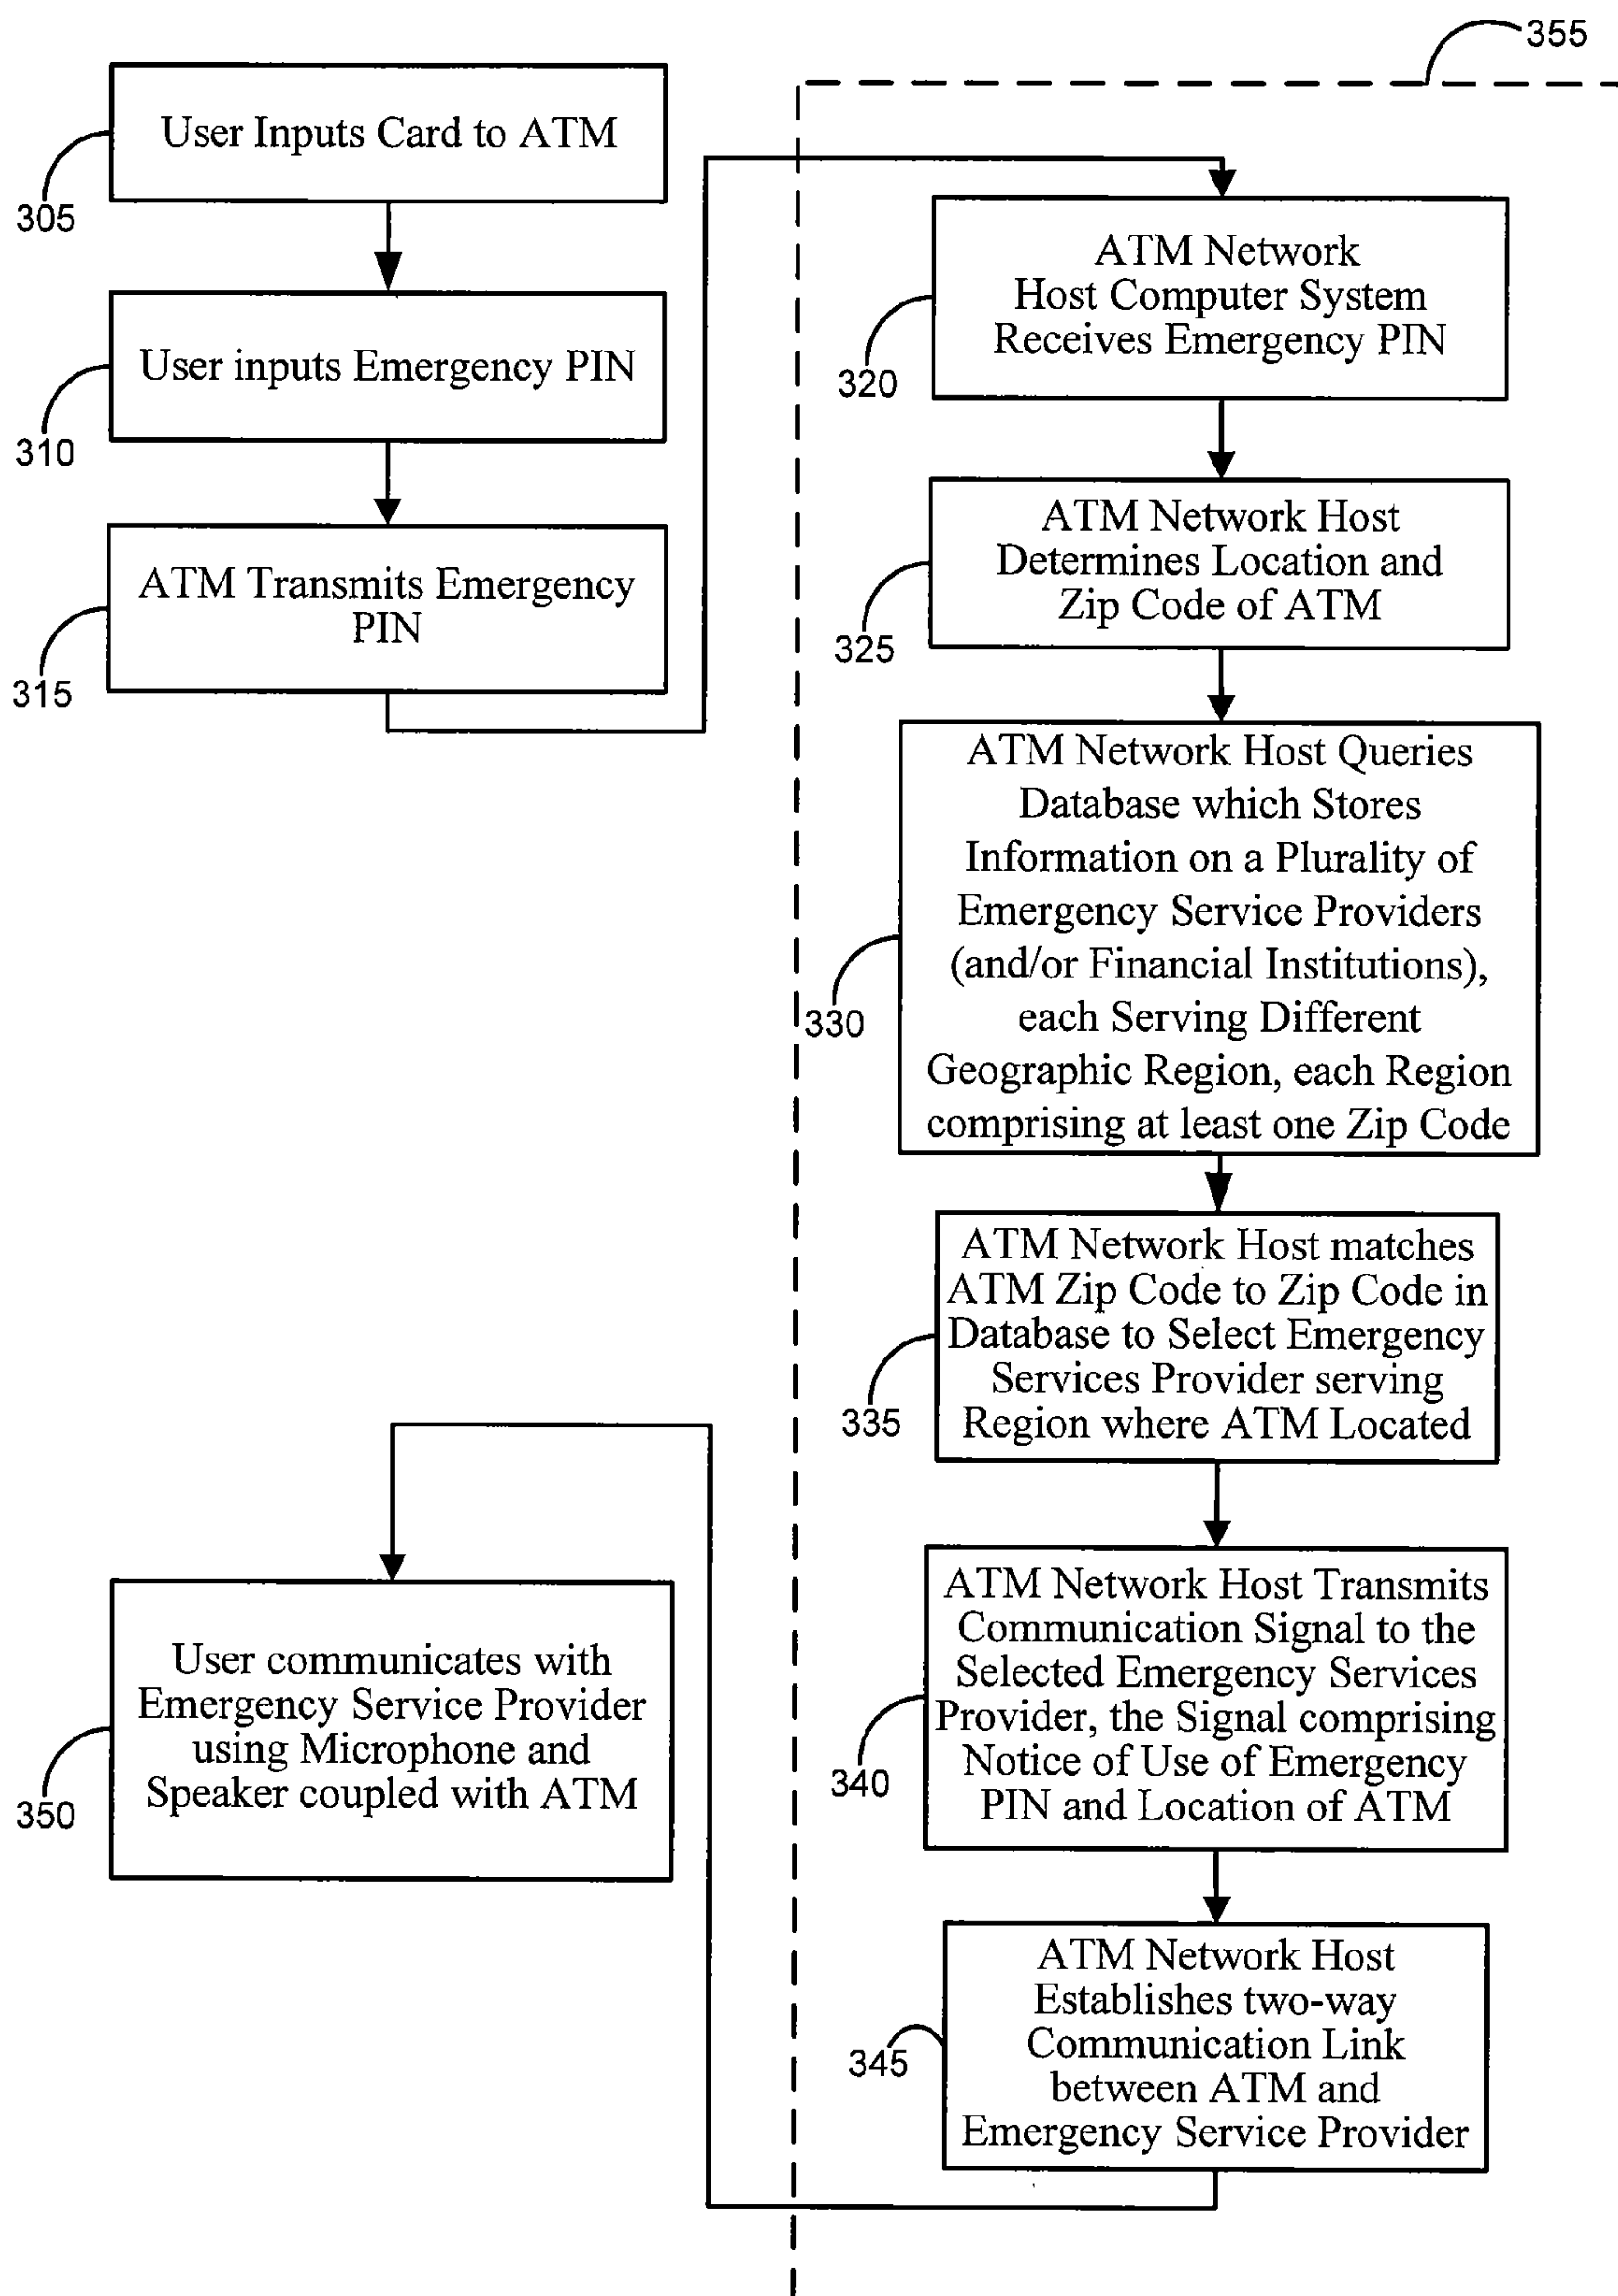 355
User Inputs Card to ATM
305
User inputs Emergency PIN
310
ATM Transmits Emergency
PIN
315
ATM Network
Host Computer System
Receives Emergency PIN
320
ATM Network Host
Determines Location and
Zip Code of ATM
325
ATM Network Host Queries
Database which Stores
Information on a Plurality of
Emergency Service Providers
(and/or Financial Institutions),
each Serving Different
Geographic Region, each Region
comprising at least one Zip Code
330
ATM Network Host matches
ATM Zip Code to Zip Code in
Database to Select Emergency
Services Provider serving
Region where ATM Located
335
ATM Network Host Transmits
Communication Signal to the
Selected Emergency Services
Provider, the Signal comprising
Notice of Use of Emergency
PIN and Location of ATM
340
ATM Network Host
Establishes two-way
Communication Link
between ATM and
Emergency Service Provider
345
User communicates with
Emergency Service Provider
using Microphone and
Speaker coupled with ATM
350